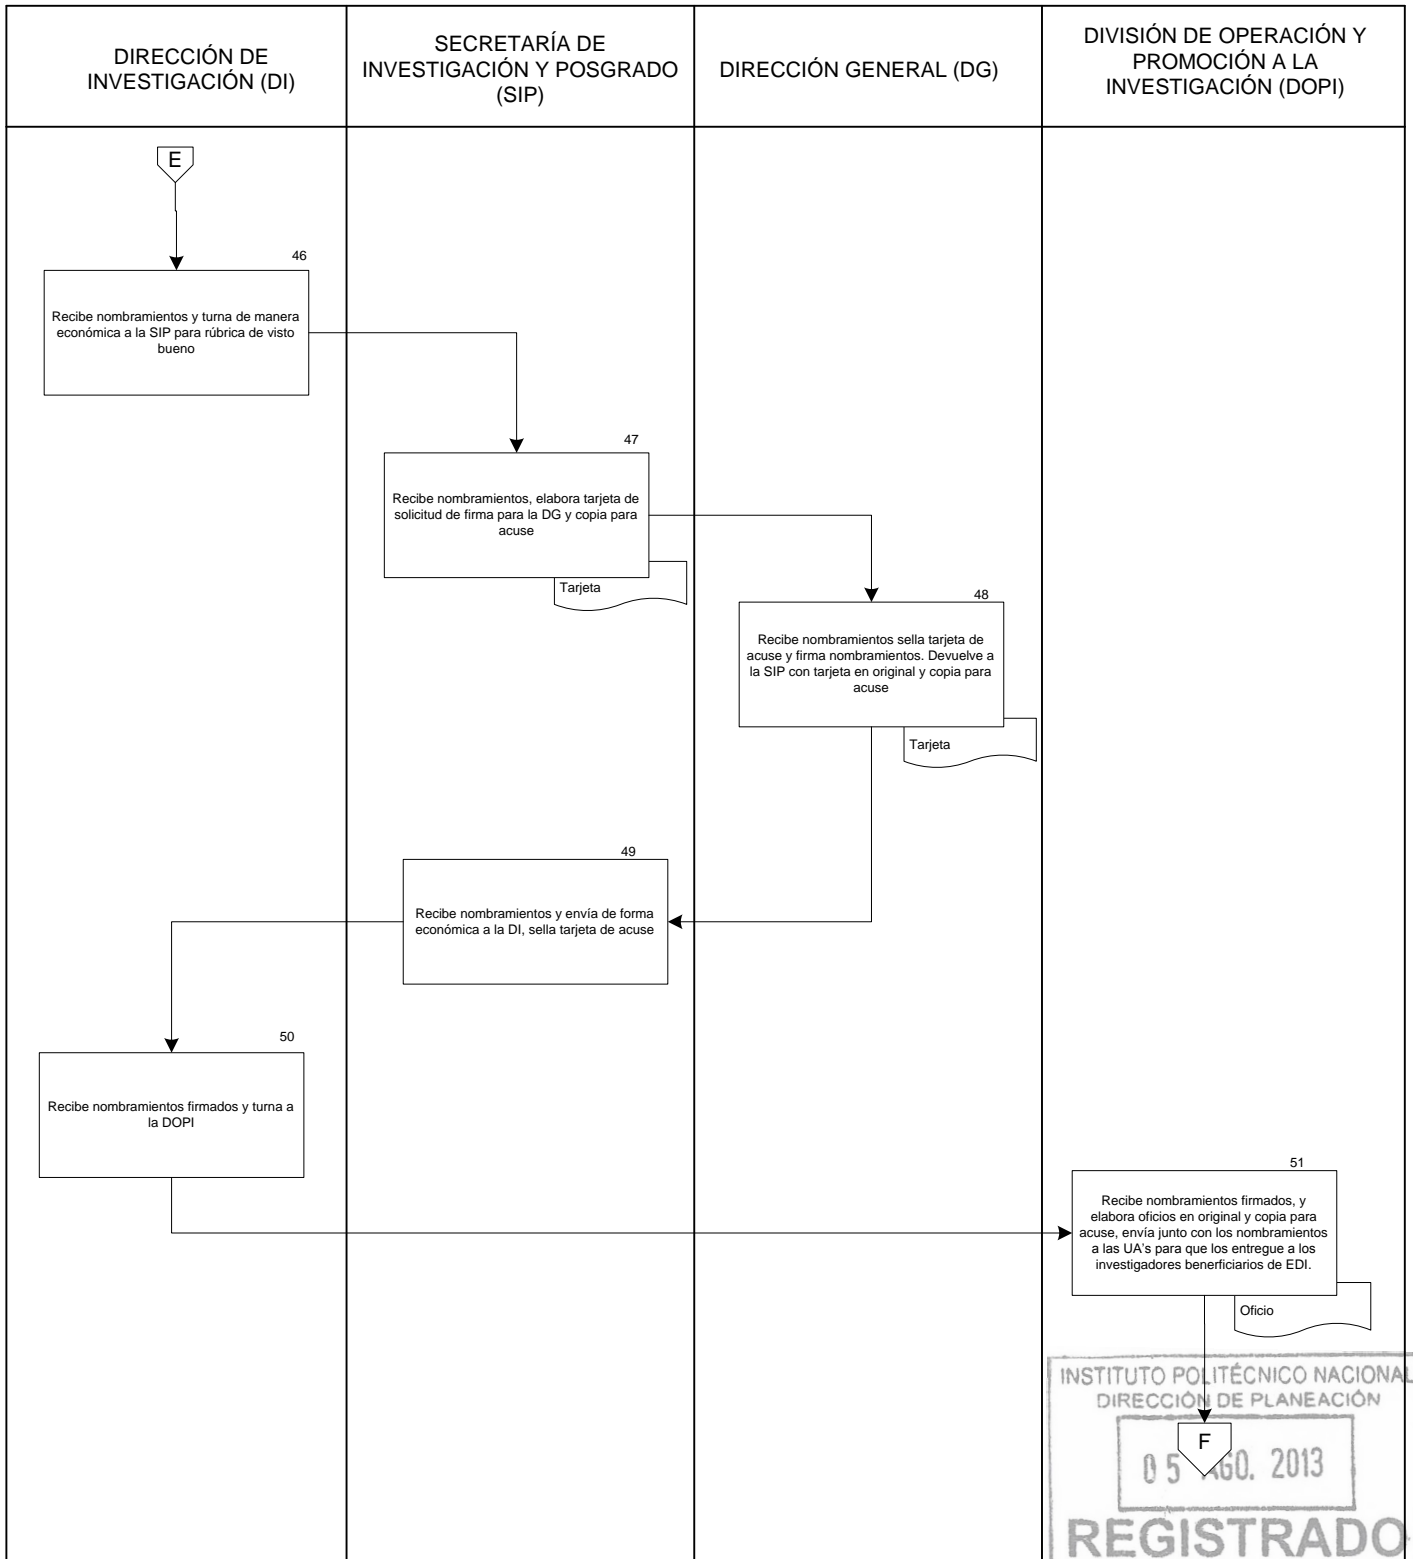 DIRECCIÓN DE
INVESTIGACIÓN (DI)
SECRETARÍA DE
INVESTIGACIÓN Y POSGRADO
(SIP)
DIRECCIÓN GENERAL (DG)
DIVISIÓN DE OPERACIÓN Y
PROMOCIÓN A LA
INVESTIGACIÓN (DOPI)
E
46
Recibe nombramientos y turna de manera
económica a la SIP para rúbrica de visto
bueno
47
Recibe nombramientos, elabora tarjeta de
solicitud de firma para la DG y copia para
acuse
Tarjeta
48
Recibe nombramientos sella tarjeta de
acuse y firma nombramientos. Devuelve a
la SIP con tarjeta en original y copia para
acuse
Tarjeta
49
Recibe nombramientos y envía de forma
económica a la DI, sella tarjeta de acuse
50
Recibe nombramientos firmados y turna a
la DOPI
51
Recibe nombramientos firmados, y
elabora oficios en original y copia para
acuse, envía junto con los nombramientos
a las UA's para que los entregue a los
investigadores benerficiarios de EDI.
Oficio
INSTITUTO POLITÉCNICO NACIONAL
DIRECCIÓN DE PLANEACIÓN
F
05 AGO. 2013
REGISTRADO